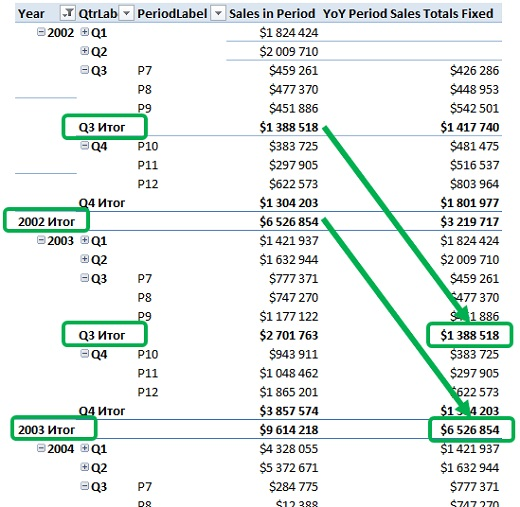 Year QtrLab PeriodLabel Sales in Period YoY Period Sales Totals Fixed
2002 Q1 $1 824 424
Q2 $2 009 710
Q3 P7 $459 261 $426 286
P8 $477 370 $448 953
P9 $451 886 $542 501
Q3 Итог $1 388 518 $1 417 740
Q4 P10 $383 725 $481 475
P11 $297 905 $516 537
P12 $622 573 $803 964
Q4 Итог $1 304 203 $1 801 977
2002 Итог $6 526 854 $3 219 717
2003 Q1 $1 421 937 $1 824 424
Q2 $1 632 944 $2 009 710
Q3 P7 $777 371 $459 261
P8 $747 270 $477 370
P9 $1 177 122 886
Q3 Итог $2 701 763 $1 388 518
Q4 P10 $943 911 $383 725
P11 $1 048 462 $297 905
P12 $1 865 201 $622 573
Q4 Итог $3 857 574 203
2003 Итог $9 614 218 $6 526 854
2004 Q1 $4 328 055 $1 421 937
Q2 $5 372 671 $1 632 944
Q3 P7 $284 775 $777 371
P8 $12 388 $747 270